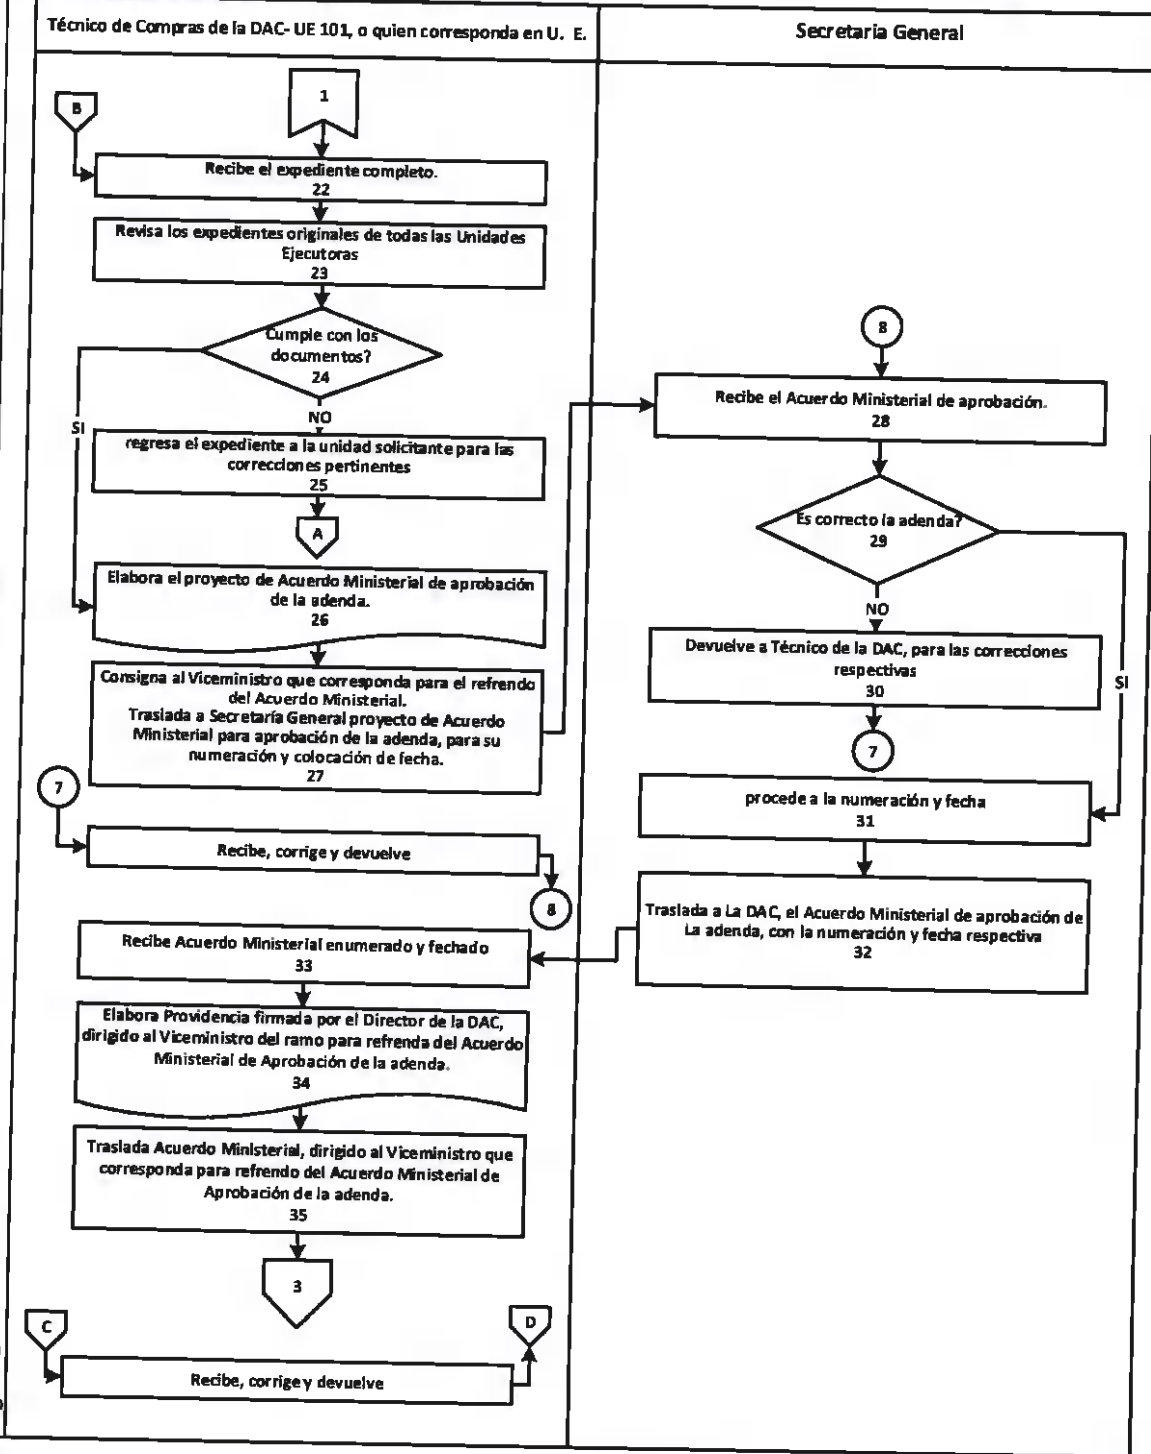 Técnico de Compras de la DAC- UE 101, o quien corresponda en U. E.
Secretaria General
1
B
Recibe el expediente completo.
22
Revisa los expedientes originales de todas las Unidades
Ejecutoras
23
Cumple con los
documentos?
24
NO
SI
regresa el expediente a la unidad solicitante para las
correcciones pertinentes
25
A
Elabora el proyecto de Acuerdo Ministerial de aprobación
de la adenda.
26
Consigna al Viceministro que corresponda para el refrendo
del Acuerdo Ministerial.
Traslada a Secretaría General proyecto de Acuerdo
Ministerial para aprobación de la adenda, para su
numeración y colocación de fecha.
27
7
Recibe, corrige y devuelve
8
Recibe Acuerdo Ministerial enumerado y fechado
33
Elabora Providencia firmada por el Director de la DAC,
dirigido al Viceministro del ramo para refrenda del Acuerdo
Ministerial de Aprobación de la adenda.
34
Traslada Acuerdo Ministerial, dirigido al Viceministro que
corresponda para refrendo del Acuerdo Ministerial de
Aprobación de la adenda.
35
3
C
D
Recibe, corrige y devuelve
8
Recibe el Acuerdo Ministerial de aprobación.
28
Es correcto la adenda?
29
NO
SI
Devuelve a Técnico de la DAC, para las correcciones
respectivas
30
7
procede a la numeración y fecha
31
Traslada a La DAC, el Acuerdo Ministerial de aprobación de
La adenda, con la numeración y fecha respectiva
32